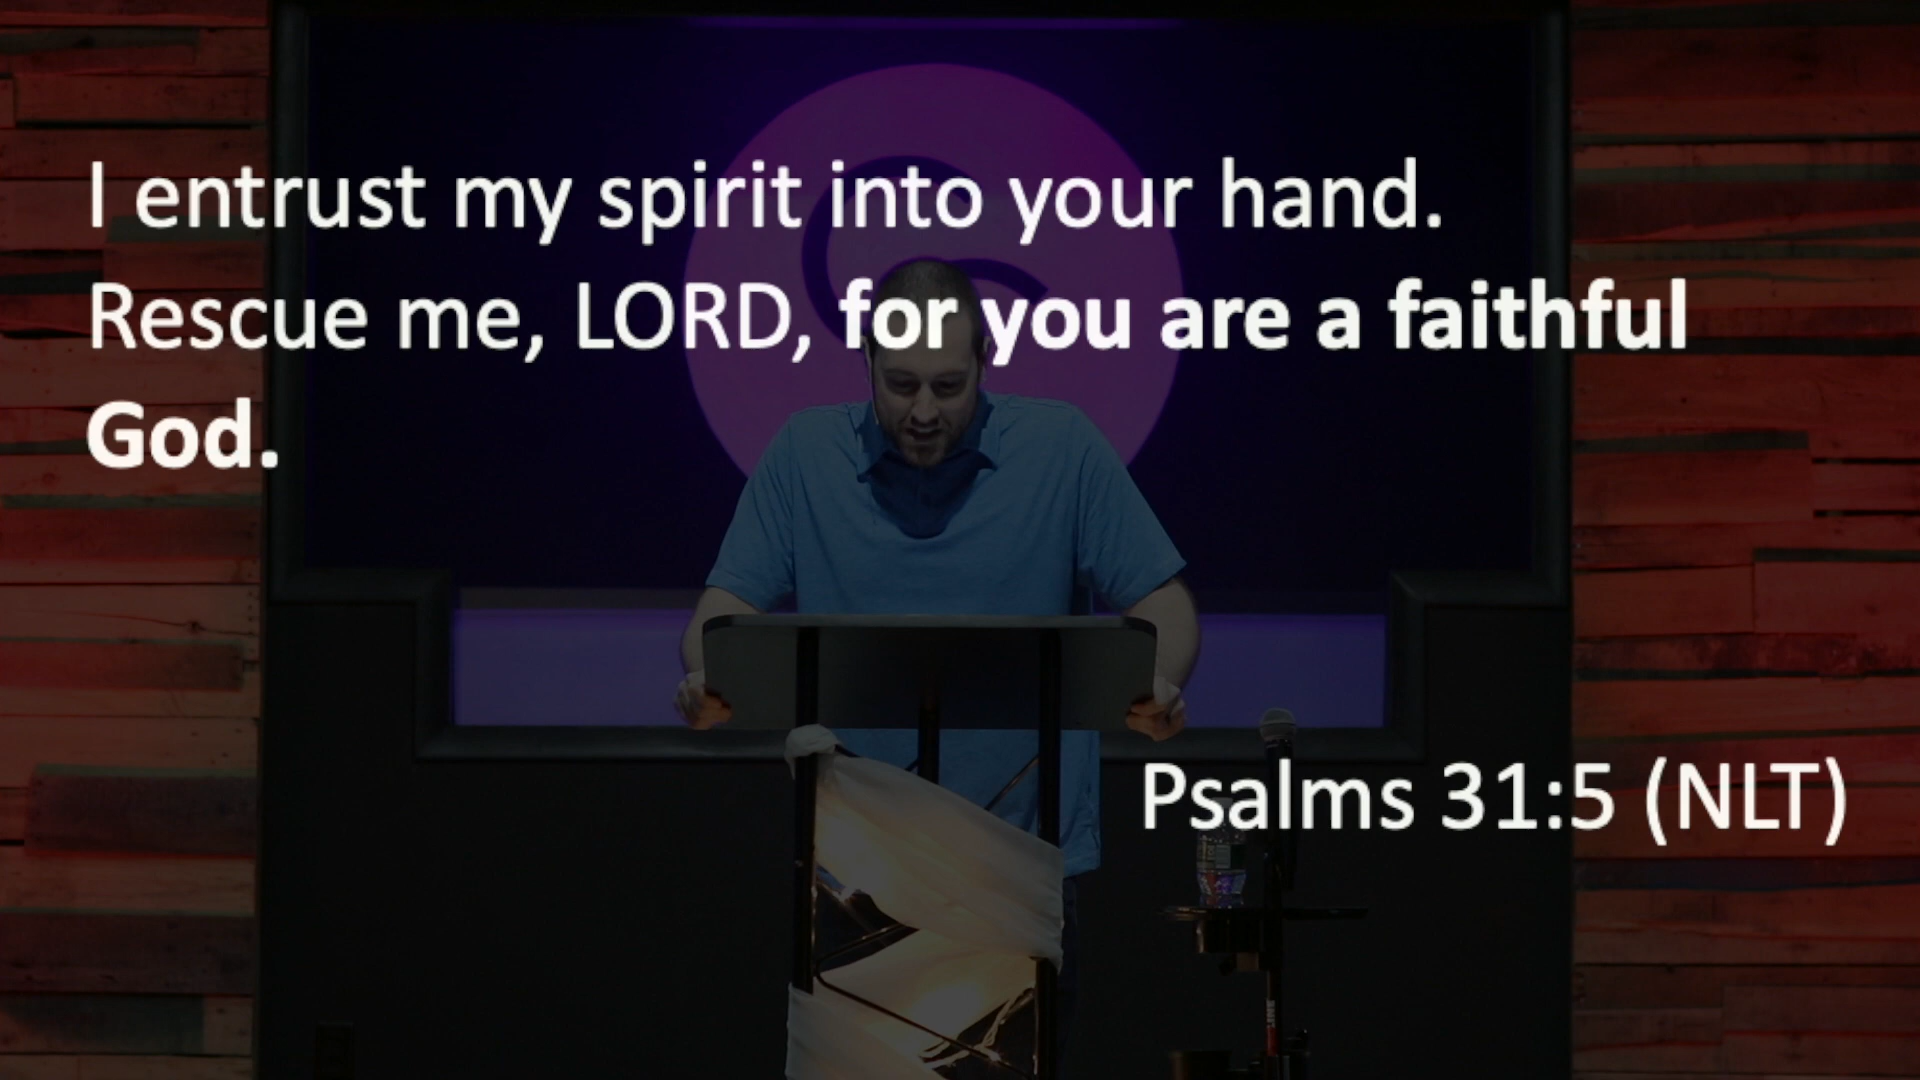 I entrust my spirit into your hand.
Rescue me, LORD, for you are a faithful
God.
Psalms 31:5 (NLT)